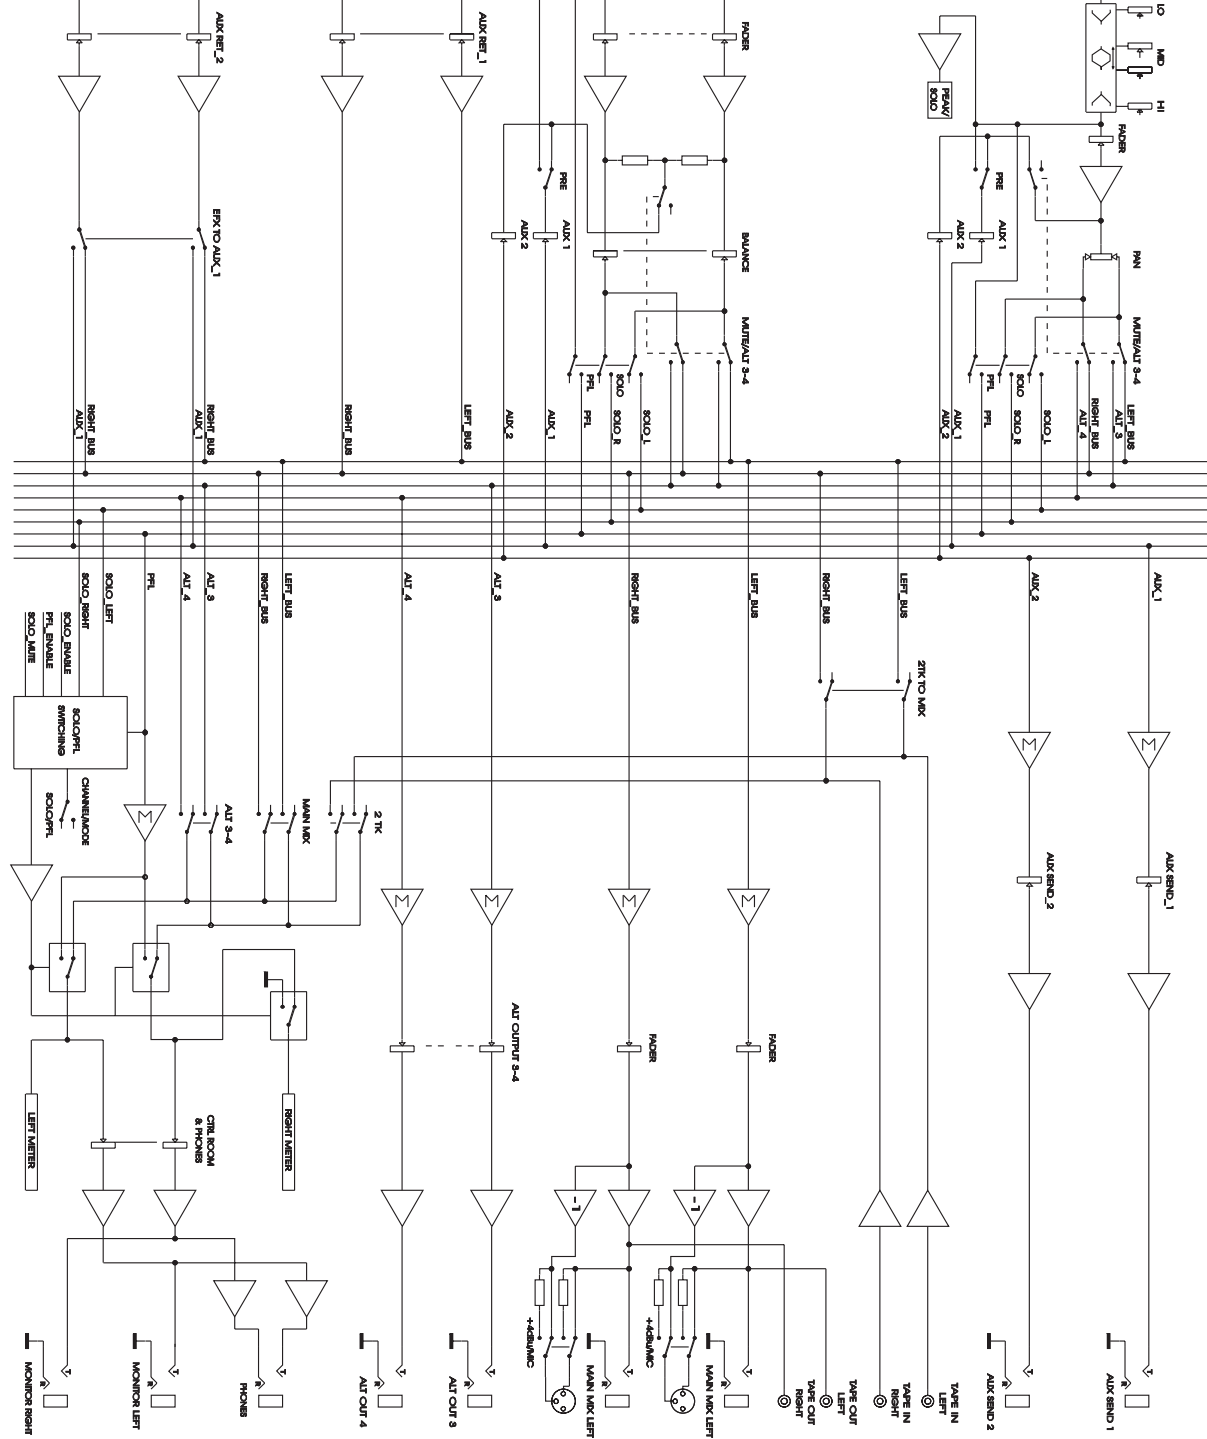 LO
MID
HI
AUX RET_2
AUX RET_1
FADER
PEAK/
SOLO
FADER
PRE
PRE
EFX TO AUX_1
AUX 1
AUX 2
BALANCE
AUX 1
AUX 2
PAN
MUTE/ALT 3-4
MUTE/ALT 3-4
SOLO
PFL
SOLO
PFL
RIGHT_BUS
AUX_1
RIGHT_BUS
AUX_1
RIGHT_BUS
LEFT_BUS
AUX_2
AUX_1
PFL
SOLO_R
SOLO_L
AUX_1
AUX_2
PFL
SOLO_R
SOLO_L
RIGHT_BUS
ALT_4
LEFT_BUS
ALT_3
SOLO_MUTE
PFL_ENABLE
SOLO_ENABLE
SOLO_RIGHT
SOLO_LEFT
PFL
ALT_4
ALT_3
RIGHT_BUS
LEFT_BUS
ALT_4
ALT_3
RIGHT_BUS
LEFT_BUS
RIGHT_BUS
LEFT_BUS
AUX_2
AUX_1
2TK TO MIX
SOLO/PFL
SWITCHING
CHANNEL/MODE
SOLO/PFL
ALT 3-4
MAIN MIX
2 TK
M
M
M
M
M
M
M
AUX SEND_2
AUX SEND_1
ALT OUTPUT 3-4
FADER
FADER
LEFT METER
CTRL ROOM
& PHONES
RIGHT METER
-1
-1
+4dBu/MIC
+4dBu/MIC
T
T
T
T
T
T
T
T
T
R
R
R
R
R
R
R
MONITOR RIGHT
MONITOR LEFT
PHONES
ALT OUT 4
ALT OUT 3
MAIN MIX LEFT
MAIN MIX LEFT
TAPE OUT
RIGHT
TAPE OUT
LEFT
TAPE IN
RIGHT
TAPE IN
LEFT
AUX SEND 2
AUX SEND 1